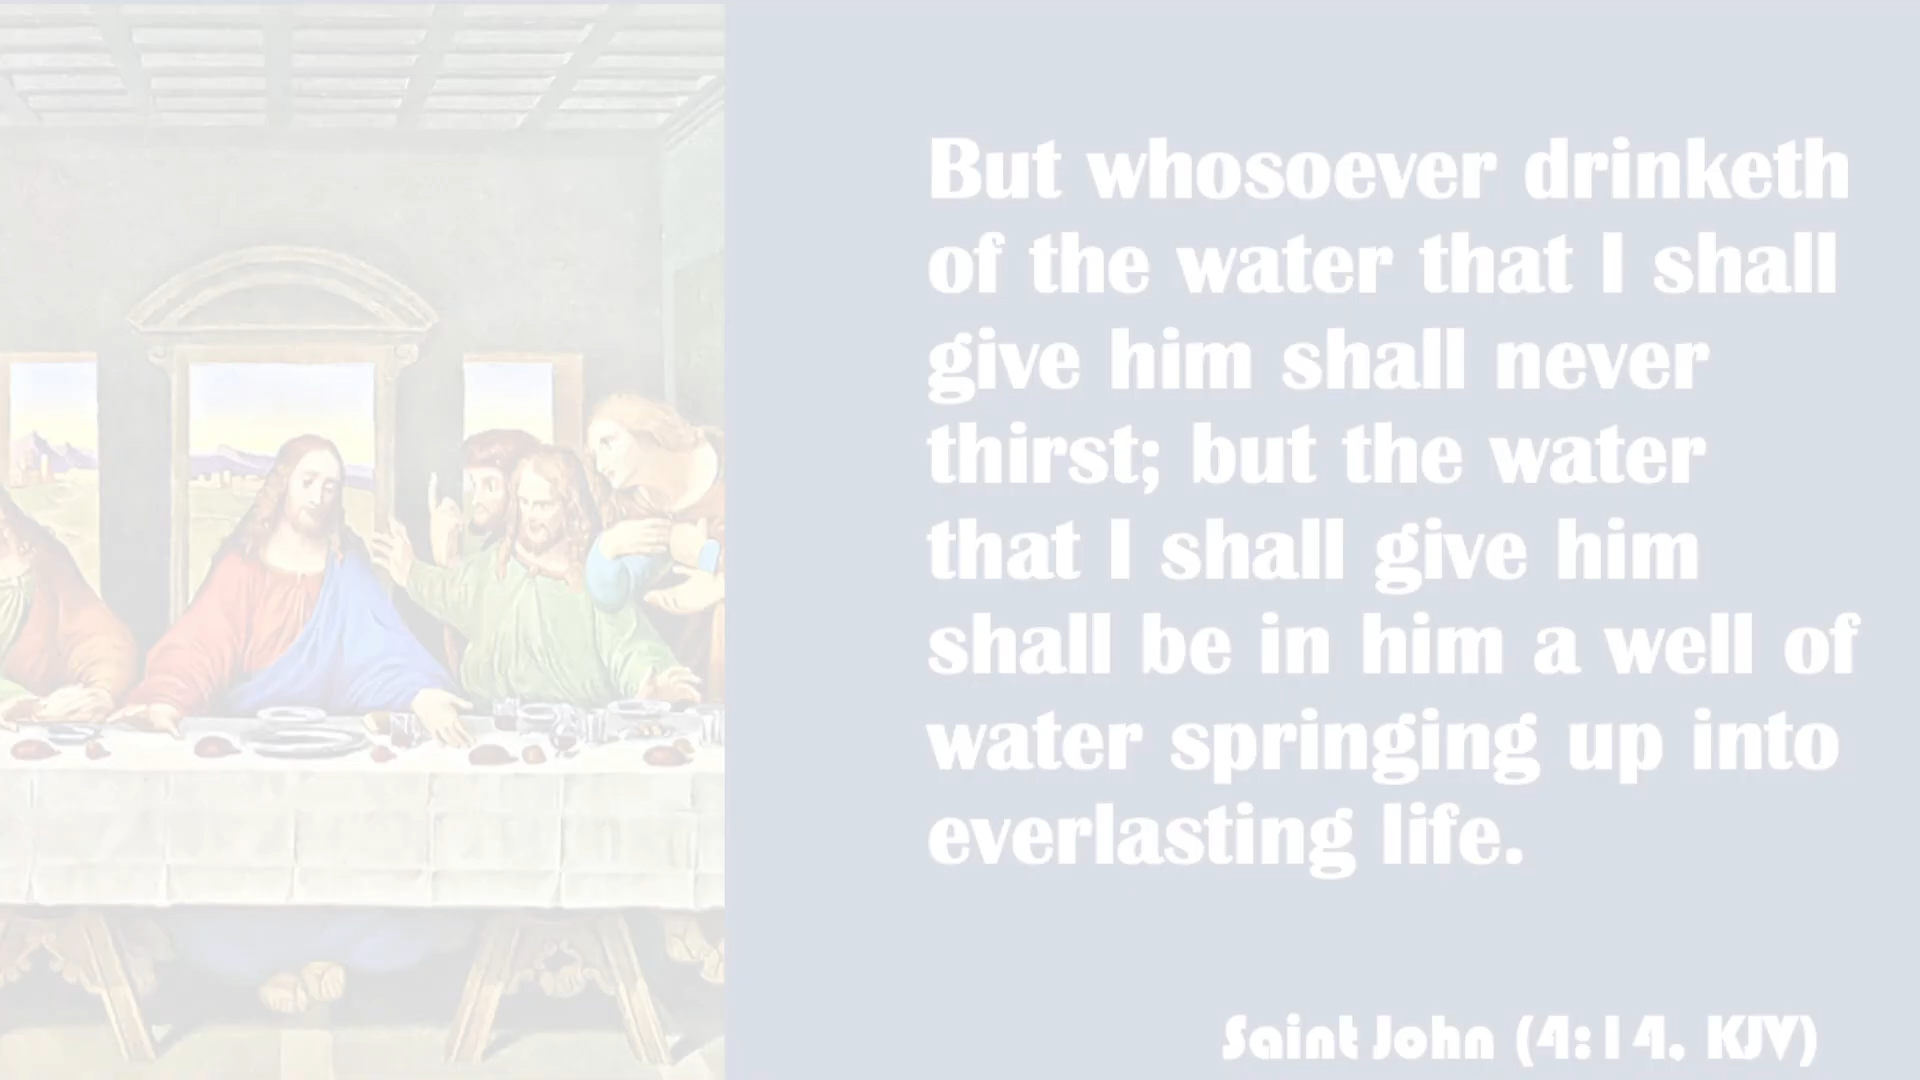 But whosoever drinketh
of the water that I shall
give him shall never
thirst; but the water
that I shall give him
shall be in him a well of
water springing up into
everlasting life.
Saint John (4:14, KJV)